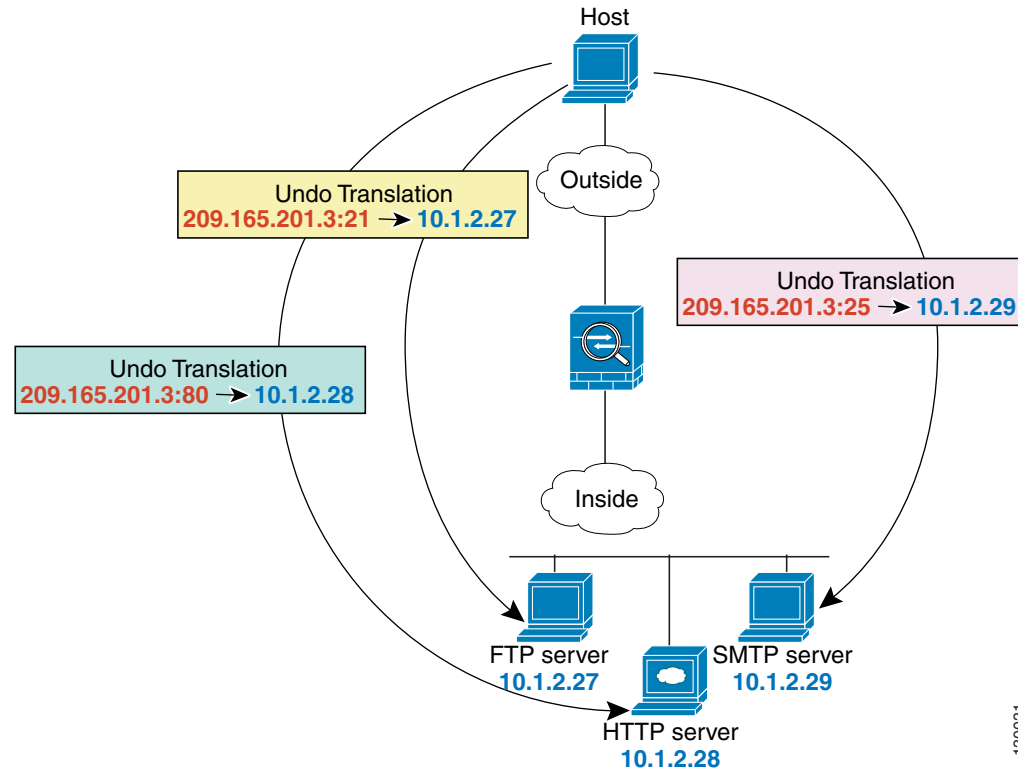 Host
Outside
Undo Translation
209.165.201.3:21 → 10.1.2.27
Undo Translation
209.165.201.3:25 → 10.1.2.29
Undo Translation
209.165.201.3:80 → 10.1.2.28
Inside
FTP server
10.1.2.27
SMTP server
10.1.2.29
HTTP server
10.1.2.28